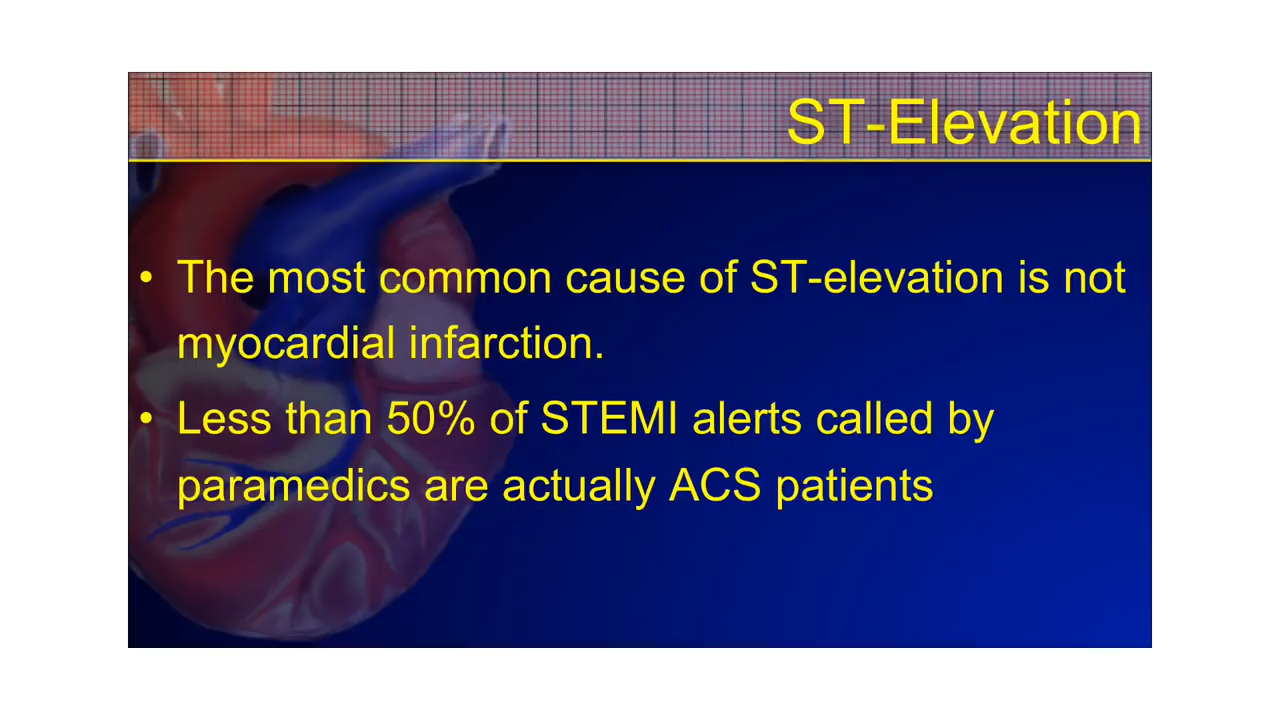 ST-Elevation
• The most common cause of ST-elevation is not
myocardial infarction.
• Less than 50% of STEMI alerts called by
paramedics are actually ACS patients